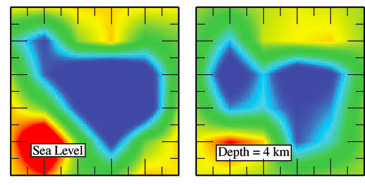 Sea Level
Depth = 4 km